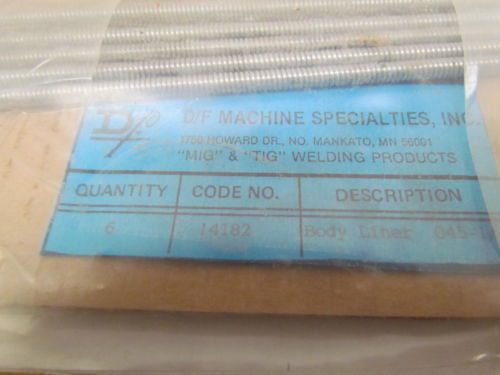 D/F
D/F MACHINE SPECIALTIES, INC.
1750 HOWARD DR., NO. MANKATO, MN 56001
"MIG" & "TIG" WELDING PRODUCTS
QUANTITY CODE NO. DESCRIPTION
6 14182 Body Liner 045-